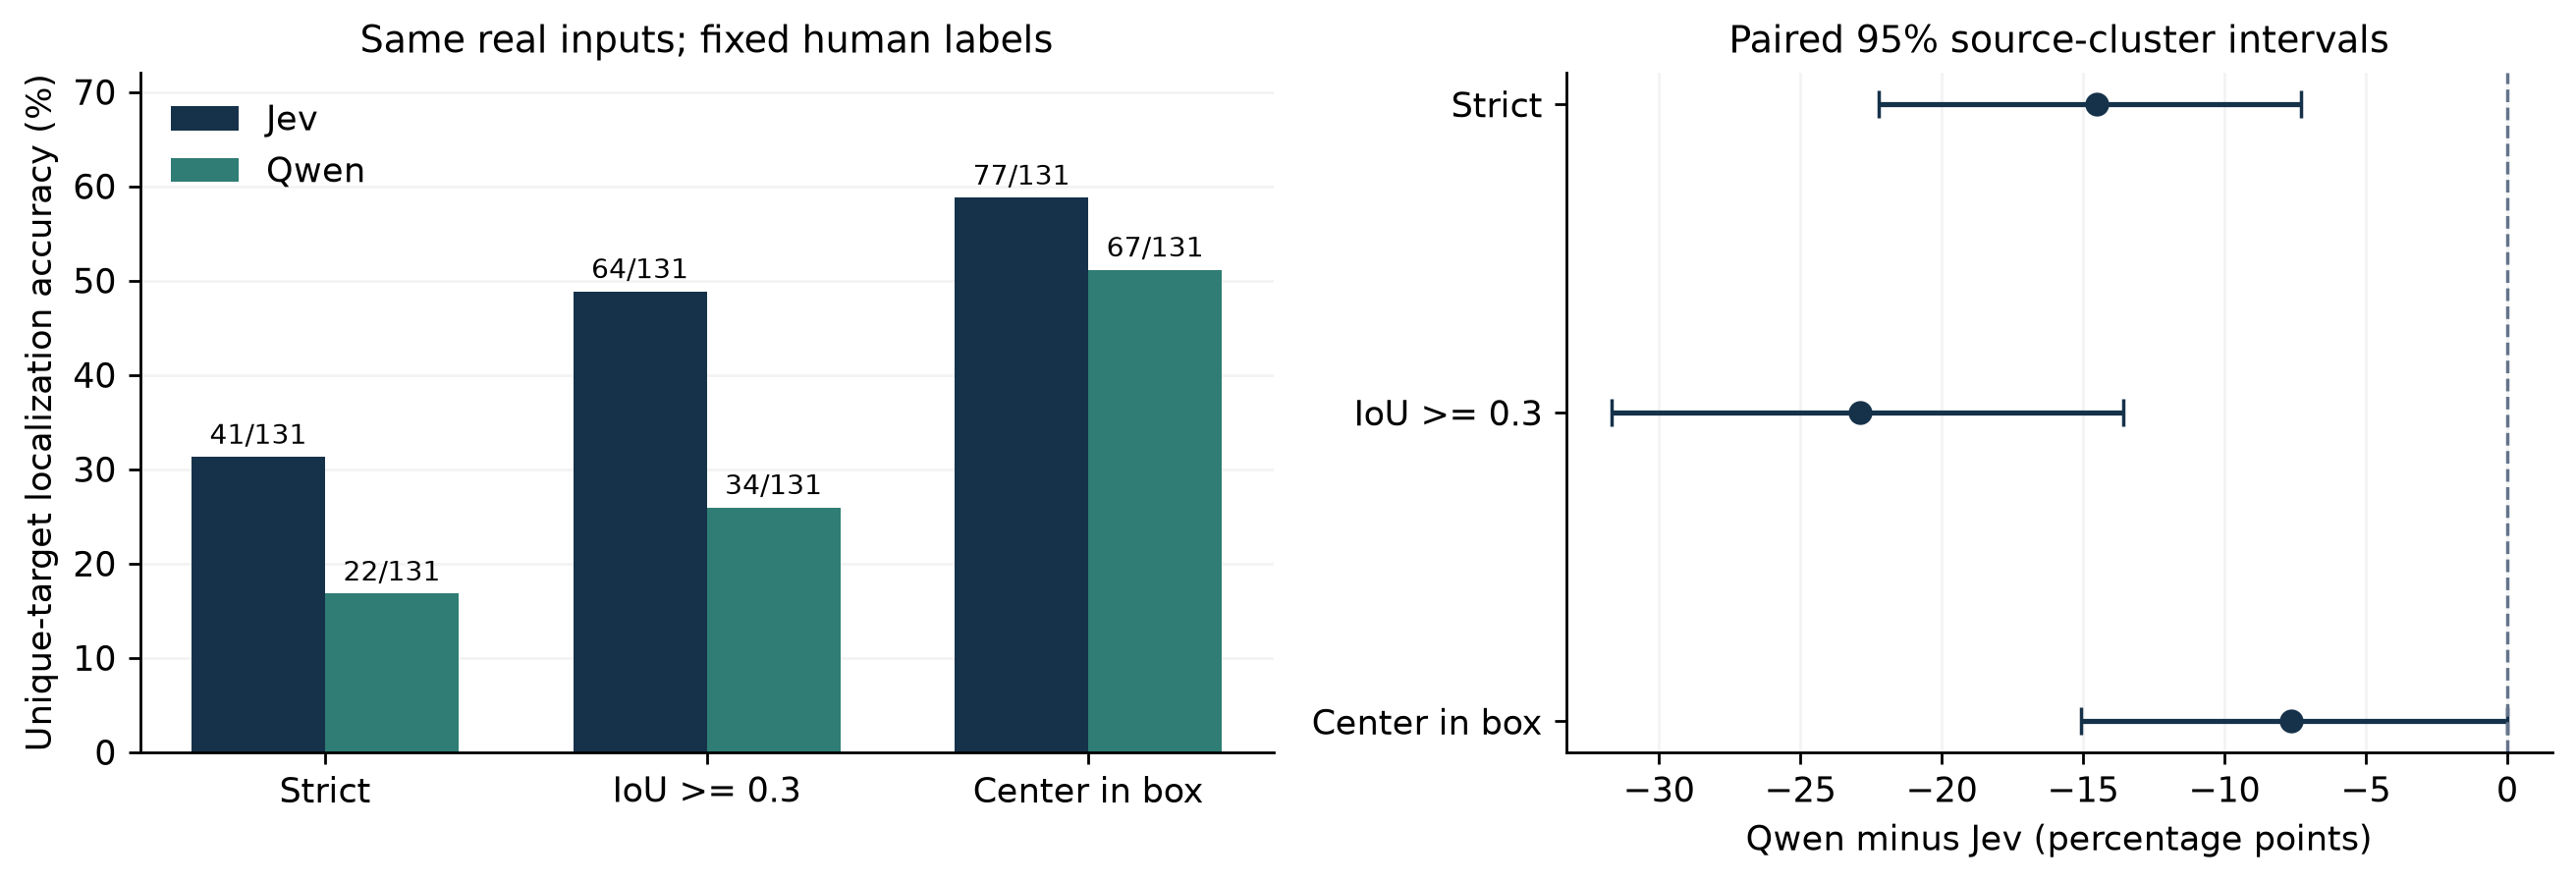 Same real inputs; fixed human labels
Unique-target localization accuracy (%)
70
60
50
40
30
20
10
0
Jev
Qwen
41/131
22/131
64/131
34/131
77/131
67/131
Strict
IoU >= 0.3
Center in box
Paired 95% source-cluster intervals
Strict
IoU >= 0.3
Center in box
−30
−25
−20
−15
−10
−5
0
Qwen minus Jev (percentage points)